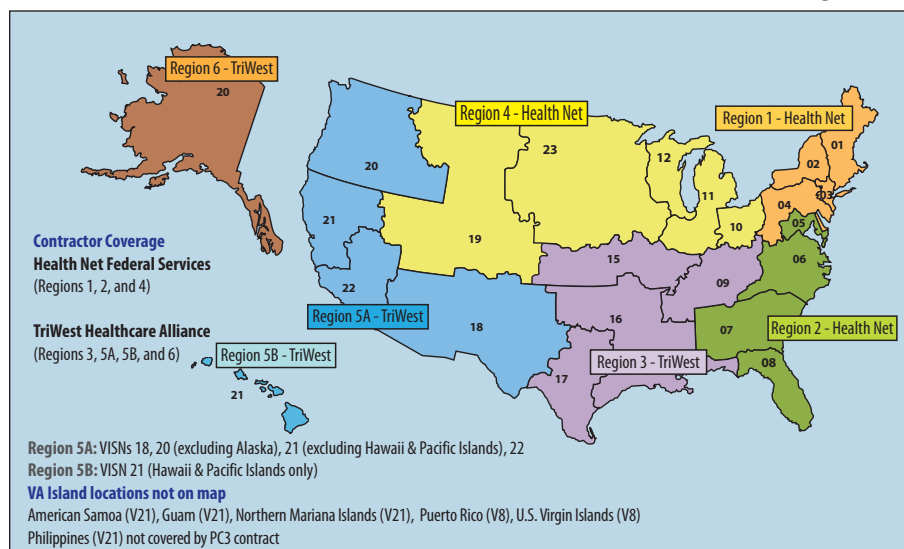 Region 6 - TriWest
20
Region 4 - Health Net
Region 1 - Health Net
01
02
03
04
05
06
07
08
09
10
11
12
23
20
21
19
22
15
16
17
18
Region 5A - TriWest
Region 2 - Health Net
Region 3 - TriWest
Contractor Coverage
Health Net Federal Services
(Regions 1, 2, and 4)
TriWest Healthcare Alliance
(Regions 3, 5A, 5B, and 6)
Region 5B - TriWest
21
Region 5A: VISNs 18, 20 (excluding Alaska), 21 (excluding Hawaii & Pacific Islands), 22
Region 5B: VISN 21 (Hawaii & Pacific Islands only)
VA Island locations not on map
American Samoa (V21), Guam (V21), Northern Mariana Islands (V21), Puerto Rico (V8), U.S. Virgin Islands (V8)
Philippines (V21) not covered by PC3 contract